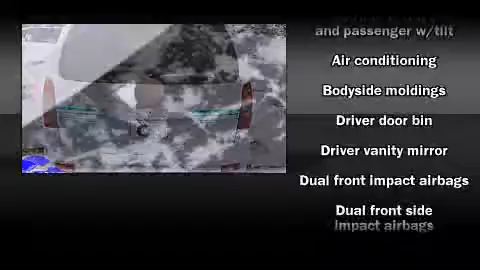 and passenger w/tilt
Air conditioning
Bodyside moldings
Driver door bin
Driver vanity mirror
Dual front impact airbags
Dual front side
impact airbags